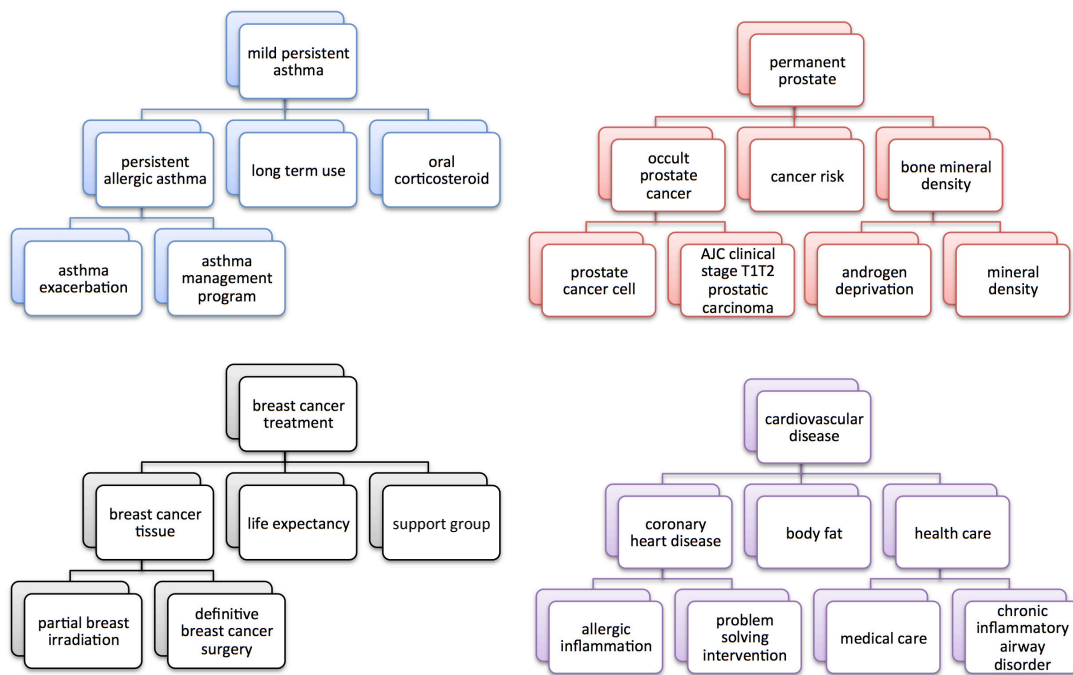 mild persistent
asthma
persistent
allergic asthma
long term use
oral
corticosteroid
asthma
exacerbation
asthma
management
program
permanent
prostate
occult
prostate
cancer
cancer risk
bone mineral
density
prostate
cancer cell
AJC clinical
stage T1T2
prostatic
carcinoma
androgen
deprivation
mineral
density
breast cancer
treatment
breast cancer
tissue
life expectancy
support group
partial breast
irradiation
definitive
breast cancer
surgery
cardiovascular
disease
coronary
heart disease
body fat
health care
allergic
inflammation
problem
solving
intervention
medical care
chronic
inflammatory
airway
disorder